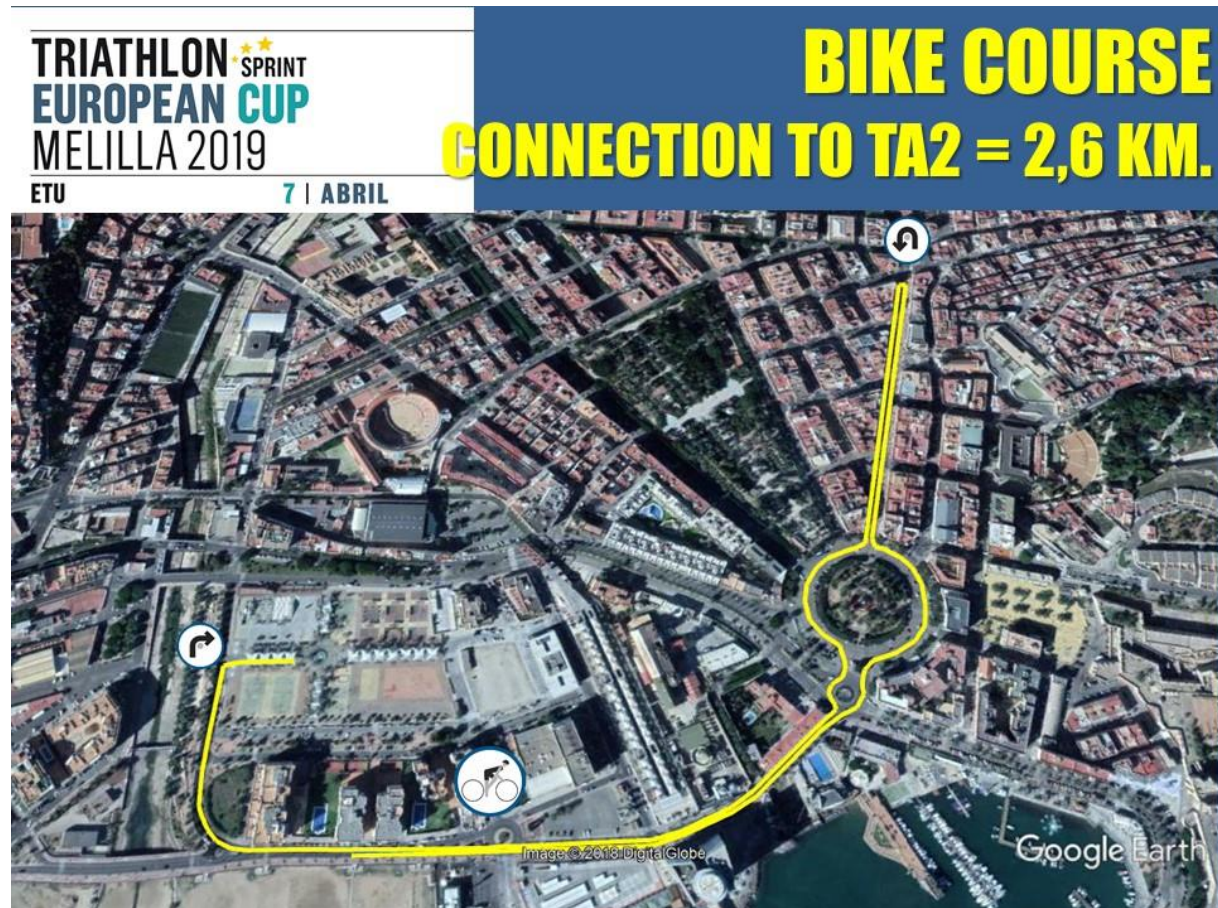 TRIATHLON SPRINT
EUROPEAN CUP
MELILLA 2019
ETU 7 | ABRIL
BIKE COURSE
CONNECTION TO TA2 = 2,6 KM.
Image © 2018 DigitalGlobe
Google Earth